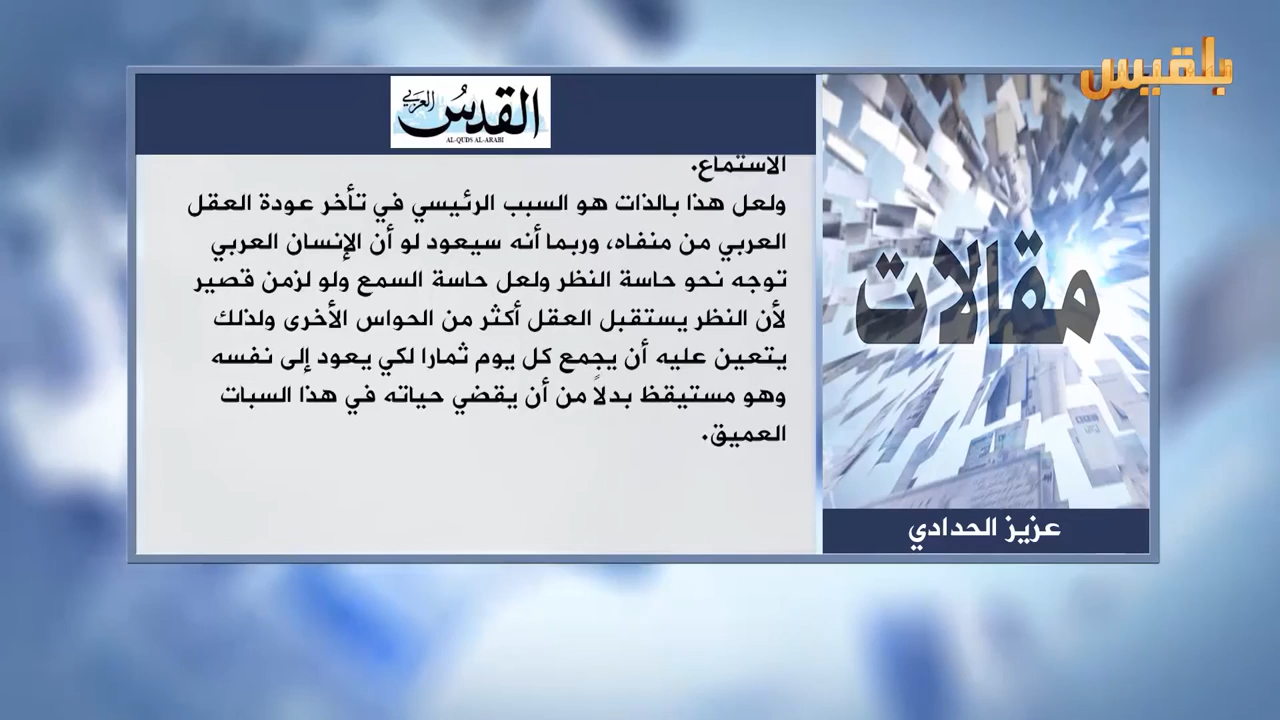 بلقيس
القدس العربي
AL-QUDS AL-ARABI
الاستماع.
ولعل هذا بالذات هو السبب الرئيسي في تأخر عودة العقل
العربي من منفاه، وربما أنه سيعود لو أن الإنسان العربي
توجه نحو حاسة النظر ولعل حاسة السمع ولو لزمن قصير
لأن النظر يستقبل العقل أكثر من الحواس الأخرى ولذلك
يتعين عليه أن يجمع كل يوم ثمارا لكي يعود إلى نفسه
وهو مستيقظ بدلاً من أن يقضي حياته في هذا السبات
العميق.
مقالات
عزيز الحدادي